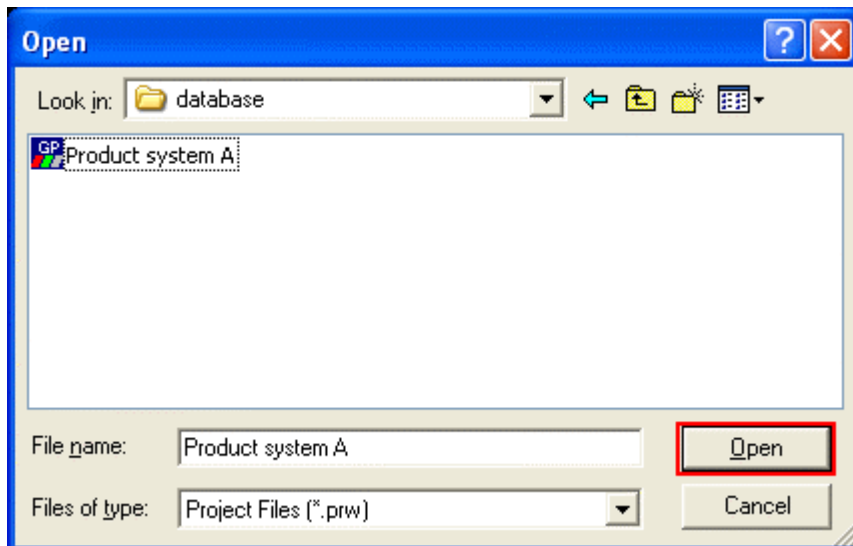 Open
Look in: database
GP Product system A
File name: Product system A Open
Files of type: Project Files (*.prw) Cancel